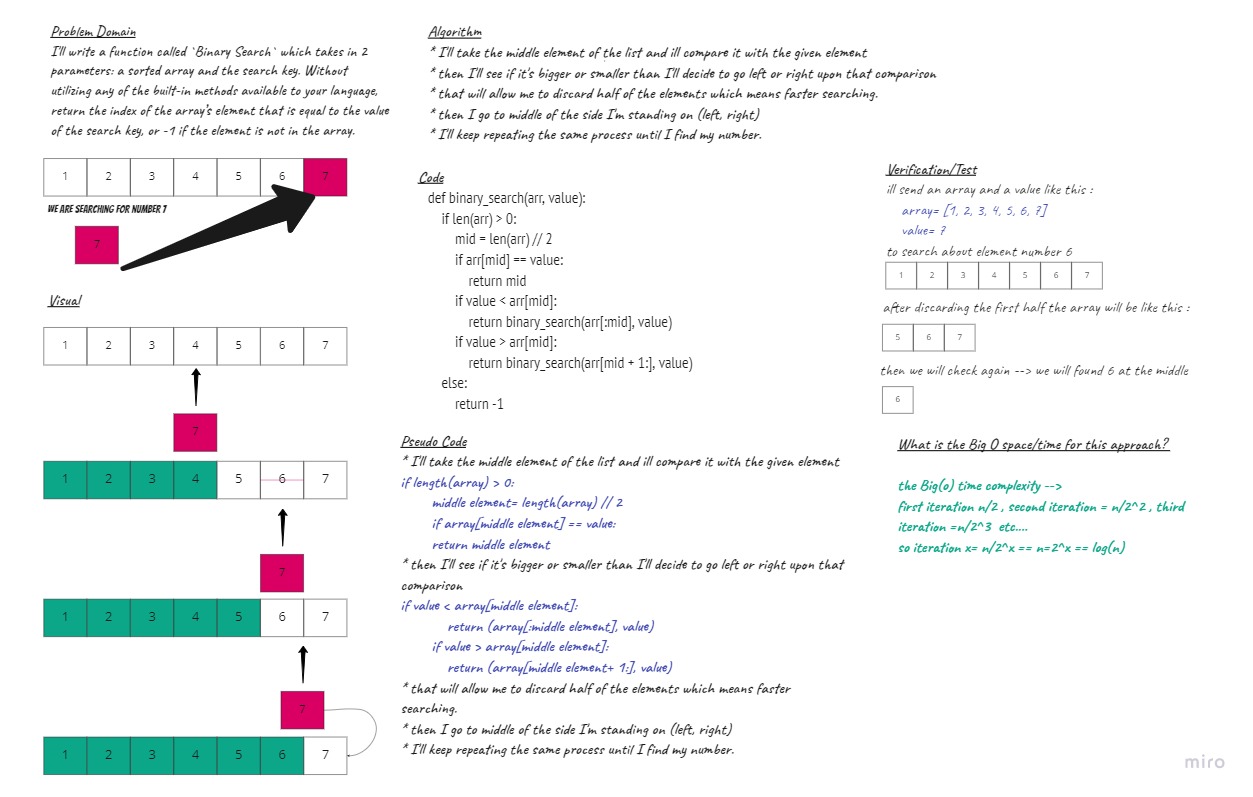 Problem Domain
I'll write a function called `Binary Search` which takes in 2
parameters: a sorted array and the search key. Without
utilizing any of the built-in methods available to your language,
return the index of the array's element that is equal to the value
of the search key, or -1 if the element is not in the array.
1 2 3 4 5 6 7
WE ARE SEARCHING FOR NUMBER 7
7
Visual
1 2 3 4 5 6 7
7
1 2 3 4 5 6 7
7
1 2 3 4 5 6 7
7
1 2 3 4 5 6 7
Algorithm
* I'll take the middle element of the list and ill compare it with the given element
* then I'll see if it's bigger or smaller than I'll decide to go left or right upon that comparison
* that will allow me to discard half of the elements which means faster searching.
* then I go to middle of the side I'm standing on (left, right)
* I'll keep repeating the same process until I find my number.
Code
def binary_search(arr, value):
if len(arr) > 0:
mid = len(arr) // 2
if arr[mid] == value:
return mid
if value < arr[mid]:
return binary_search(arr[:mid], value)
if value > arr[mid]:
return binary_search(arr[mid + 1:], value)
else:
return -1
Pseudo Code
* I'll take the middle element of the list and ill compare it with the given element
if length(array) > 0:
middle element= length(array) // 2
if array[middle element] == value:
return middle element
* then I'll see if it's bigger or smaller than I'll decide to go left or right upon that
comparison
if value < array[middle element]:
return (array[:middle element], value)
if value > array[middle element]:
return (array[middle element+ 1:], value)
* that will allow me to discard half of the elements which means faster
searching.
* then I go to middle of the side I'm standing on (left, right)
* I'll keep repeating the same process until I find my number.
Verification/Test
ill send an array and a value like this :
array= [1, 2, 3, 4, 5, 6, 7]
value= 7
to search about element number 6
1 2 3 4 5 6 7
after discarding the first half the array will be like this :
5 6 7
then we will check again --> we will found 6 at the middle
6
What is the Big O space/time for this approach?
the Big(o) time complexity -->
first iteration n/2 , second iteration = n/2^2 , third
iteration =n/2^3 etc....
so iteration x= n/2^x == n=2^x == log(n)
miro